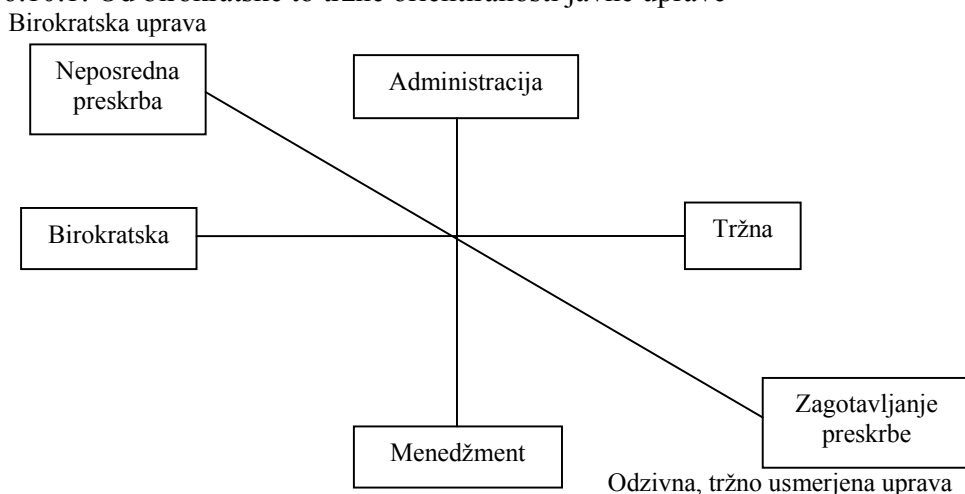 Birokratska uprava
Neposredna
preskrba
Administracija
Birokratska
Tržna
Zagotavljanje
preskrbe
Menedžment
Odzivna, tržno usmerjena uprava